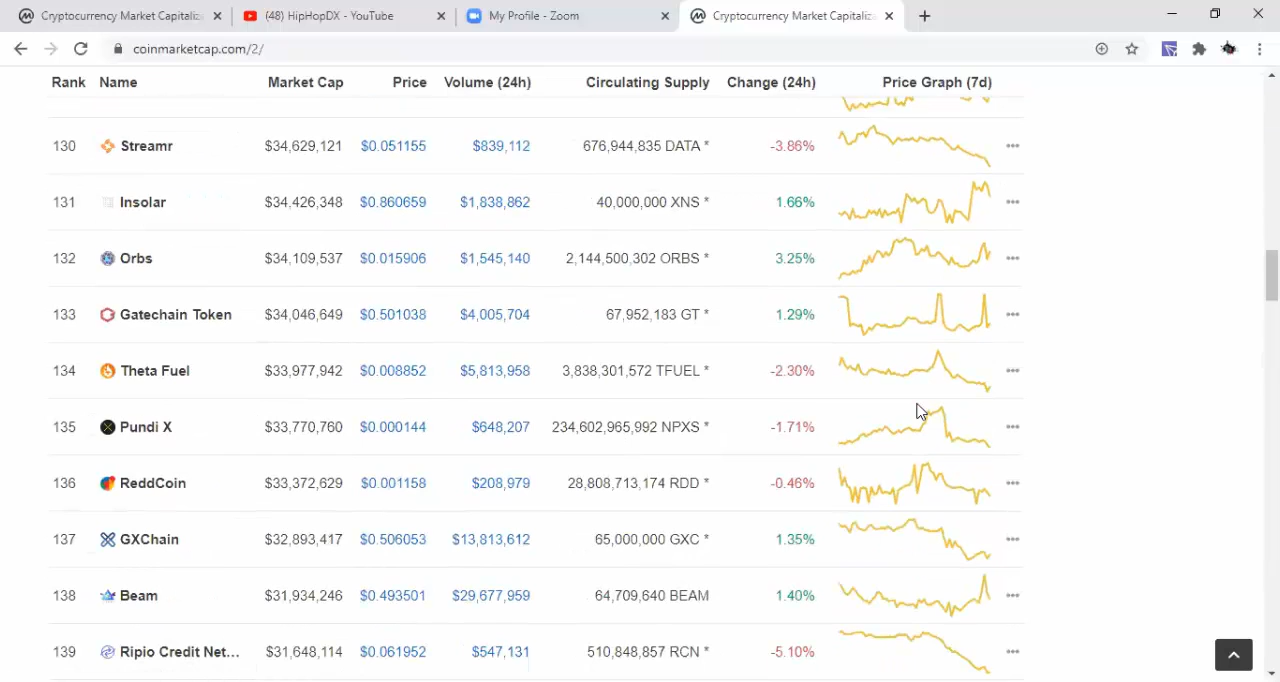 Cryptocurrency Market Capitaliz
(48) HipHopDX - YouTube
My Profile - Zoom
Cryptocurrency Market Capitaliz
coinmarketcap.com/2/
Rank Name Market Cap Price Volume (24h) Circulating Supply Change (24h) Price Graph (7d)
130 Streamr $34,629,121 $0.051155 $839,112 676,944,835 DATA * -3.86%
131 Insolar $34,426,348 $0.860659 $1,838,862 40,000,000 XNS * 1.66%
132 Orbs $34,109,537 $0.015906 $1,545,140 2,144,500,302 ORBS * 3.25%
133 Gatechain Token $34,046,649 $0.501038 $4,005,704 67,952,183 GT * 1.29%
134 Theta Fuel $33,977,942 $0.008852 $5,813,558 3,838,301,572 TFUEL * -2.30%
135 Pundi X $33,770,760 $0.000144 $648,207 234,602,965,992 NPXS * -1.71%
136 ReddCoin $33,372,629 $0.001158 $208,979 28,808,713,174 RDD * -0.46%
137 GXChain $32,893,417 $0.506053 $13,813,612 65,000,000 GXC * 1.35%
138 Beam $31,934,246 $0.493501 $29,677,959 64,709,640 BEAM 1.40%
139 Ripio Credit Net... $31,648,114 $0.061952 $547,131 510,848,857 RCN * -5.10%